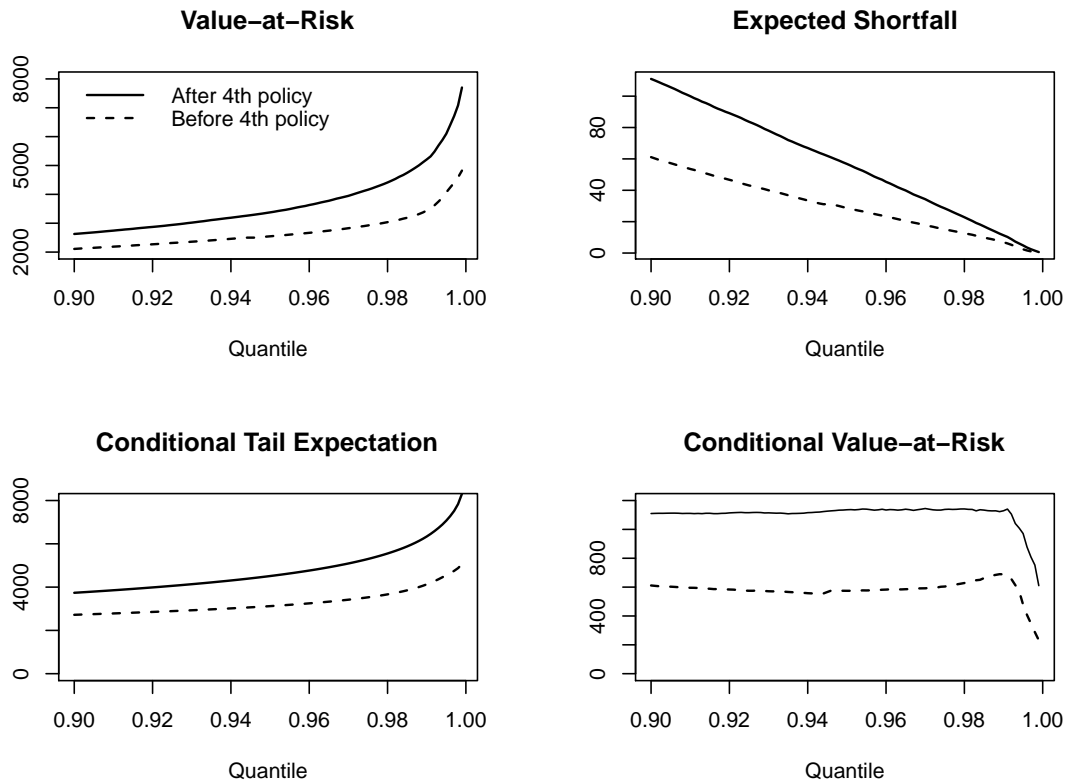 Value−at−Risk
8000
5000
2000
After 4th policy
Before 4th policy
0.90 0.92 0.94 0.96 0.98 1.00
Quantile
Expected Shortfall
80
40
0
0.90 0.92 0.94 0.96 0.98 1.00
Quantile
Conditional Tail Expectation
8000
4000
0
0.90 0.92 0.94 0.96 0.98 1.00
Quantile
Conditional Value−at−Risk
800
400
0
0.90 0.92 0.94 0.96 0.98 1.00
Quantile